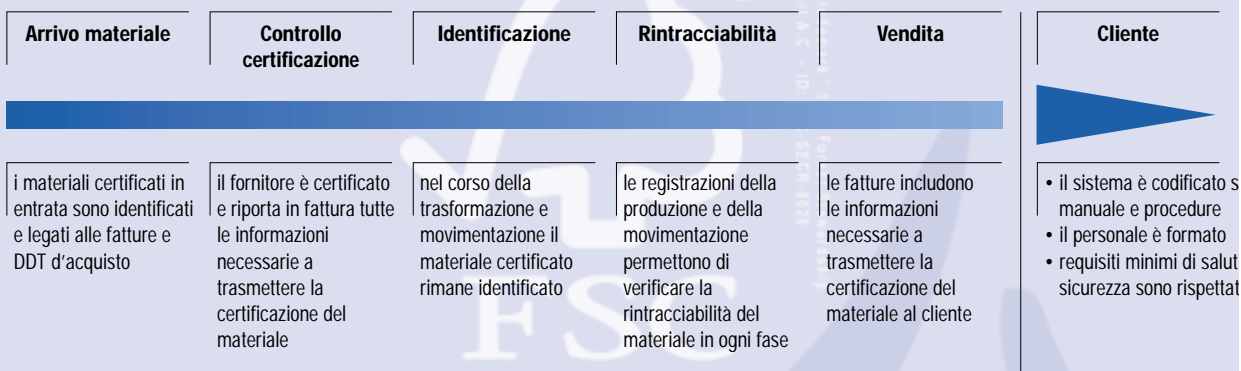 Arrivo materiale
Controllo
certificazione
Identificazione
Rintracciabilità
Vendita
Cliente
i materiali certificati in
entrata sono identificati
e legati alle fatture e
DDT d'acquisto
il fornitore è certificato
e riporta in fattura tutte
le informazioni
necessarie a
trasmettere la
certificazione del
materiale
nel corso della
trasformazione e
movimentazione il
materiale certificato
rimane identificato
le registrazioni della
produzione e della
movimentazione
permettono di
verificare la
rintracciabilità del
materiale in ogni fase
le fatture includono
le informazioni
necessarie a
trasmettere la
certificazione del
materiale al cliente
• il sistema è codificato
manuale e procedure
• il personale è formato
• requisiti minimi di
sicurezza sono
FSC